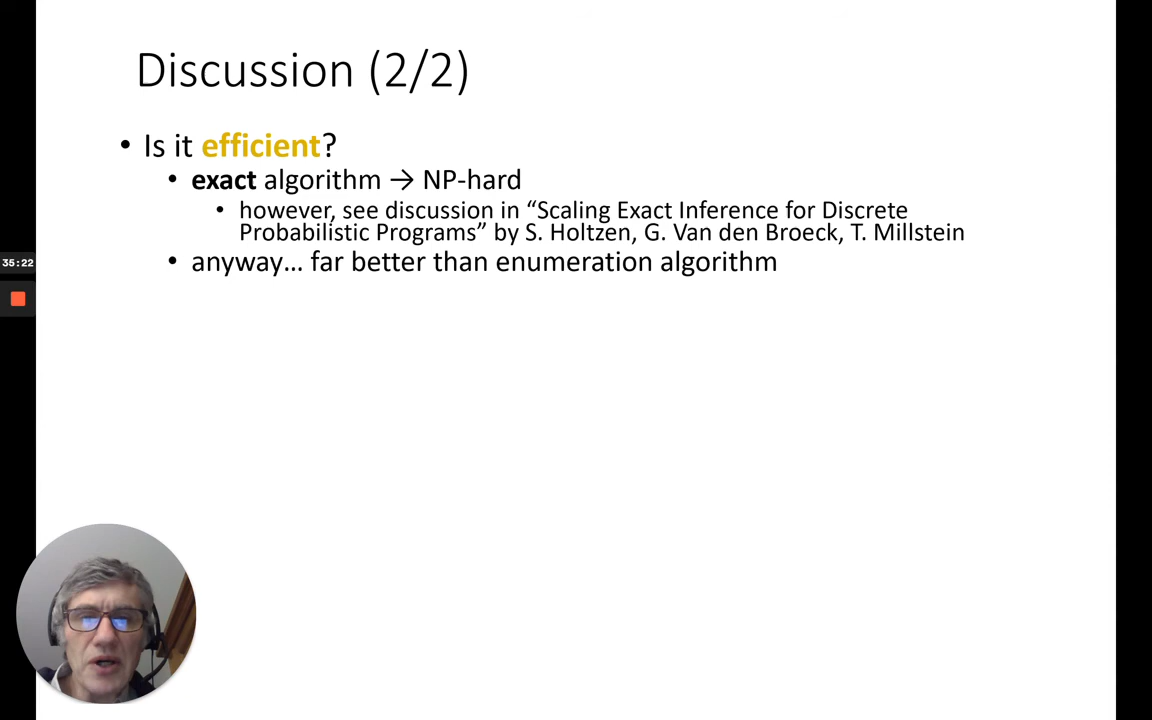 Discussion (2/2)
• Is it efficient?
• exact algorithm → NP-hard
• however, see discussion in “Scaling Exact Inference for Discrete
Probabilistic Programs” by S. Holtzen, G. Van den Broeck, T. Millstein
35:22
• anyway… far better than enumeration algorithm